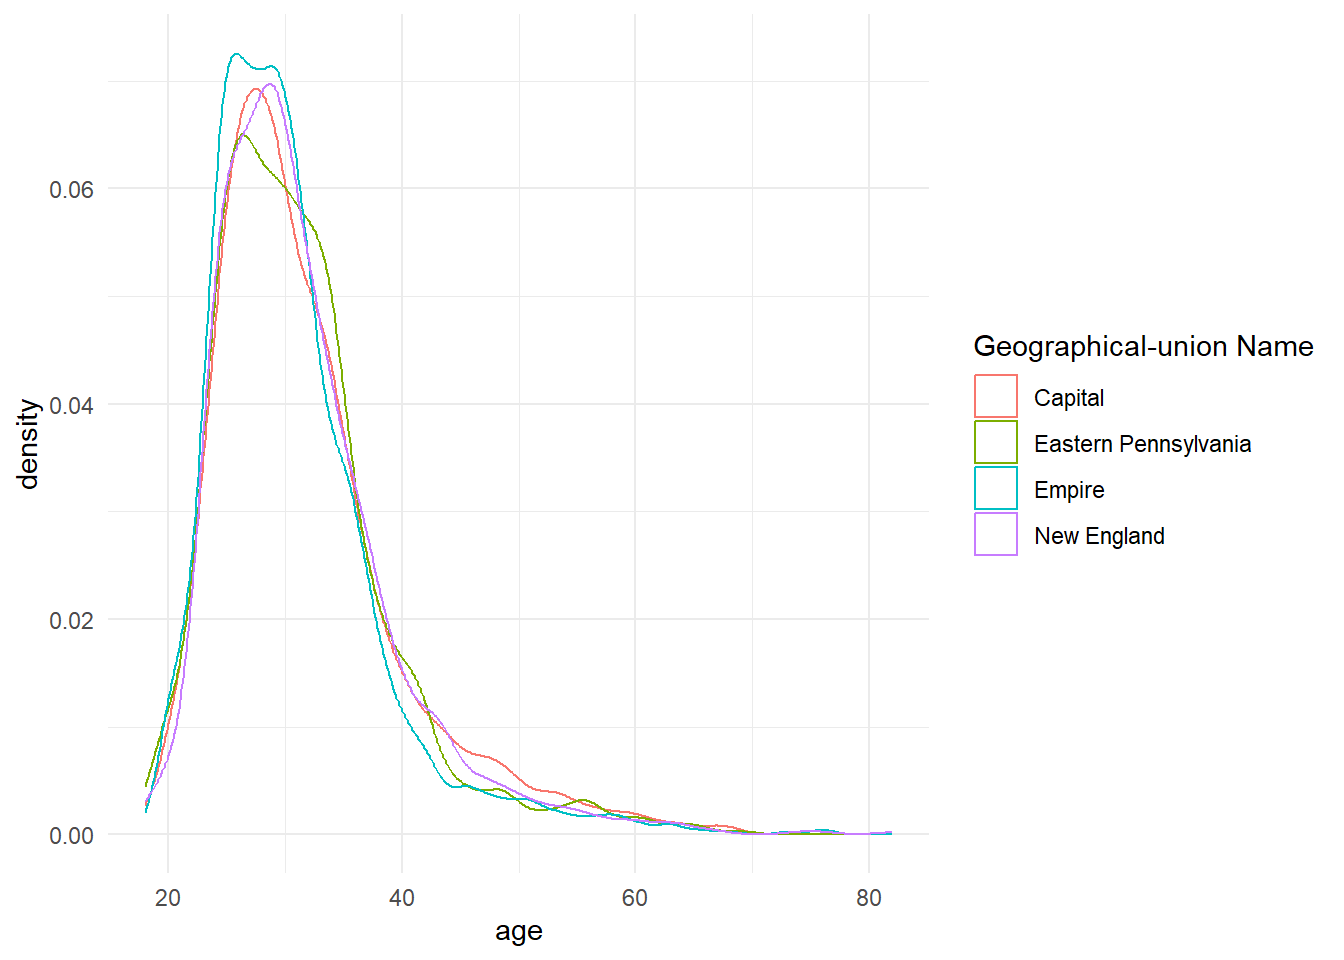 0.06
0.04
0.02
0.00
density
20
40
60
80
age
Geographical-union Name
Capital
Eastern Pennsylvania
Empire
New England